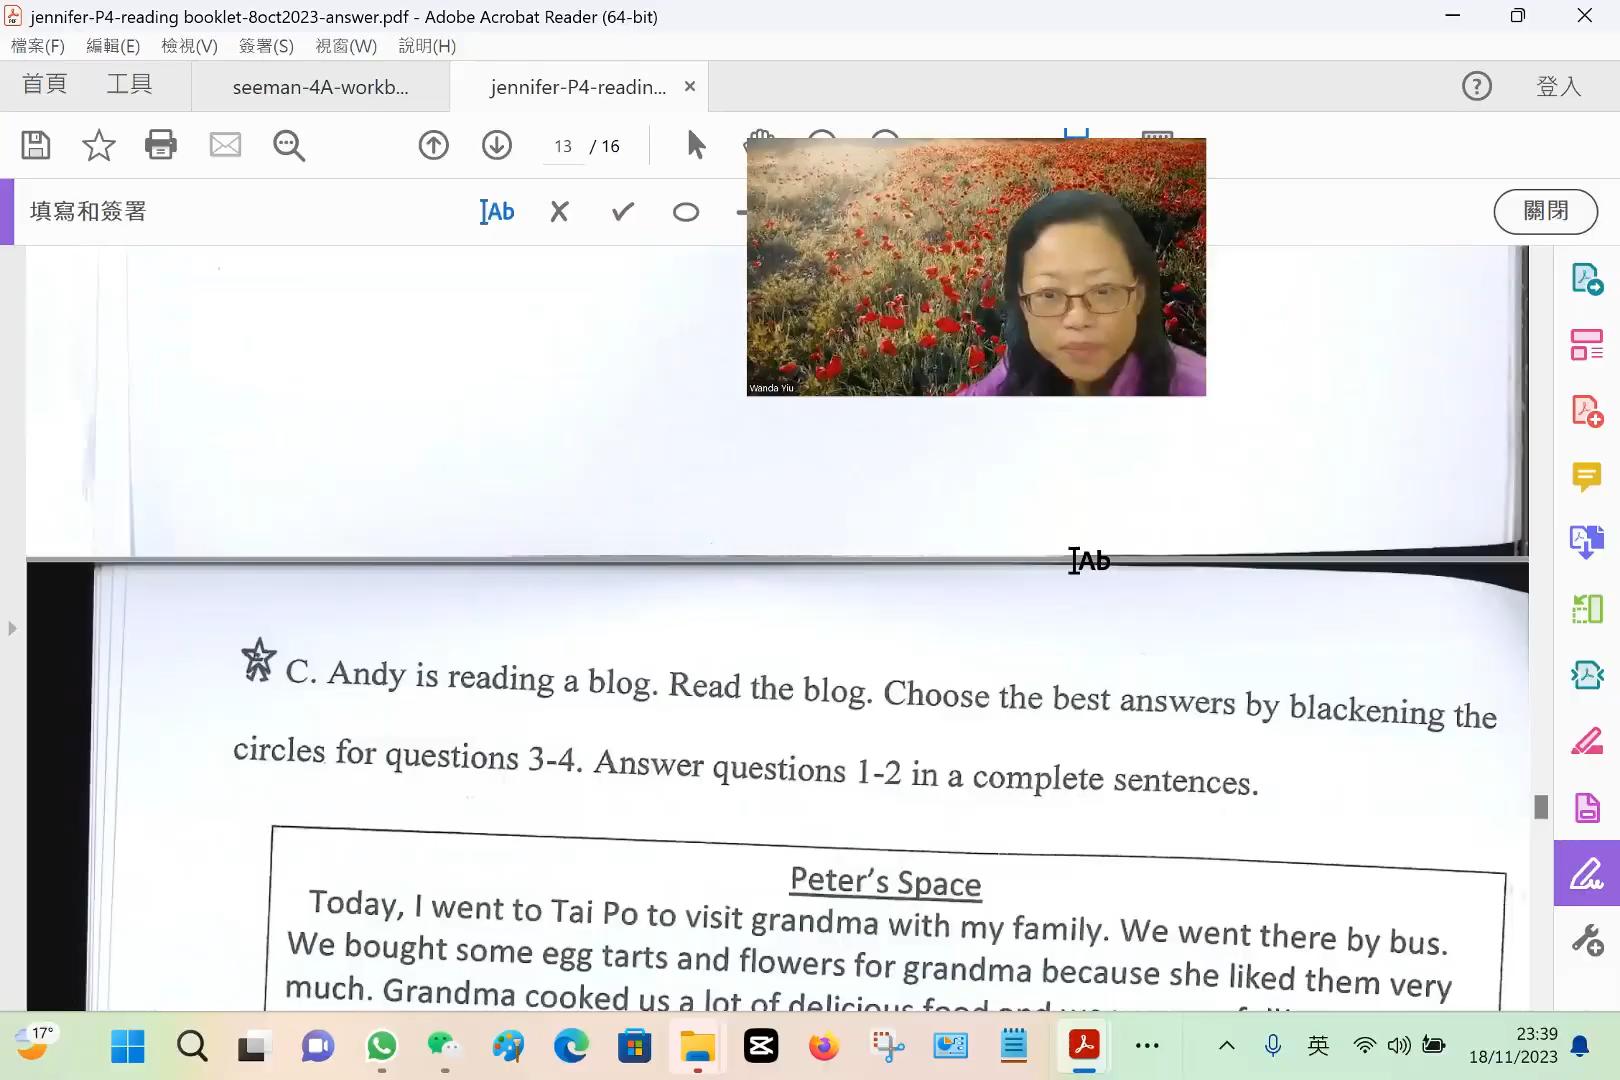 jennifer-P4-reading booklet-8oct2023-answer.pdf - Adobe Acrobat Reader (64-bit)
檔案(F) 編輯(E) 檢視(V) 簽署(S) 視窗(W) 說明(H)
首頁 工具 seeman-4A-workb... jennifer-P4-readin... 登入
13 / 16
填寫和簽署 Ab 關閉
Wanda Yiu
Ab
C. Andy is reading a blog. Read the blog. Choose the best answers by blackening the
circles for questions 3-4. Answer questions 1-2 in a complete sentences.
Peter's Space
Today, I went to Tai Po to visit grandma with my family. We went there by bus.
We bought some egg tarts and flowers for grandma because she liked them very
much. Grandma cooked us a lot of delicious food and
17°
英
23:39
18/11/2023